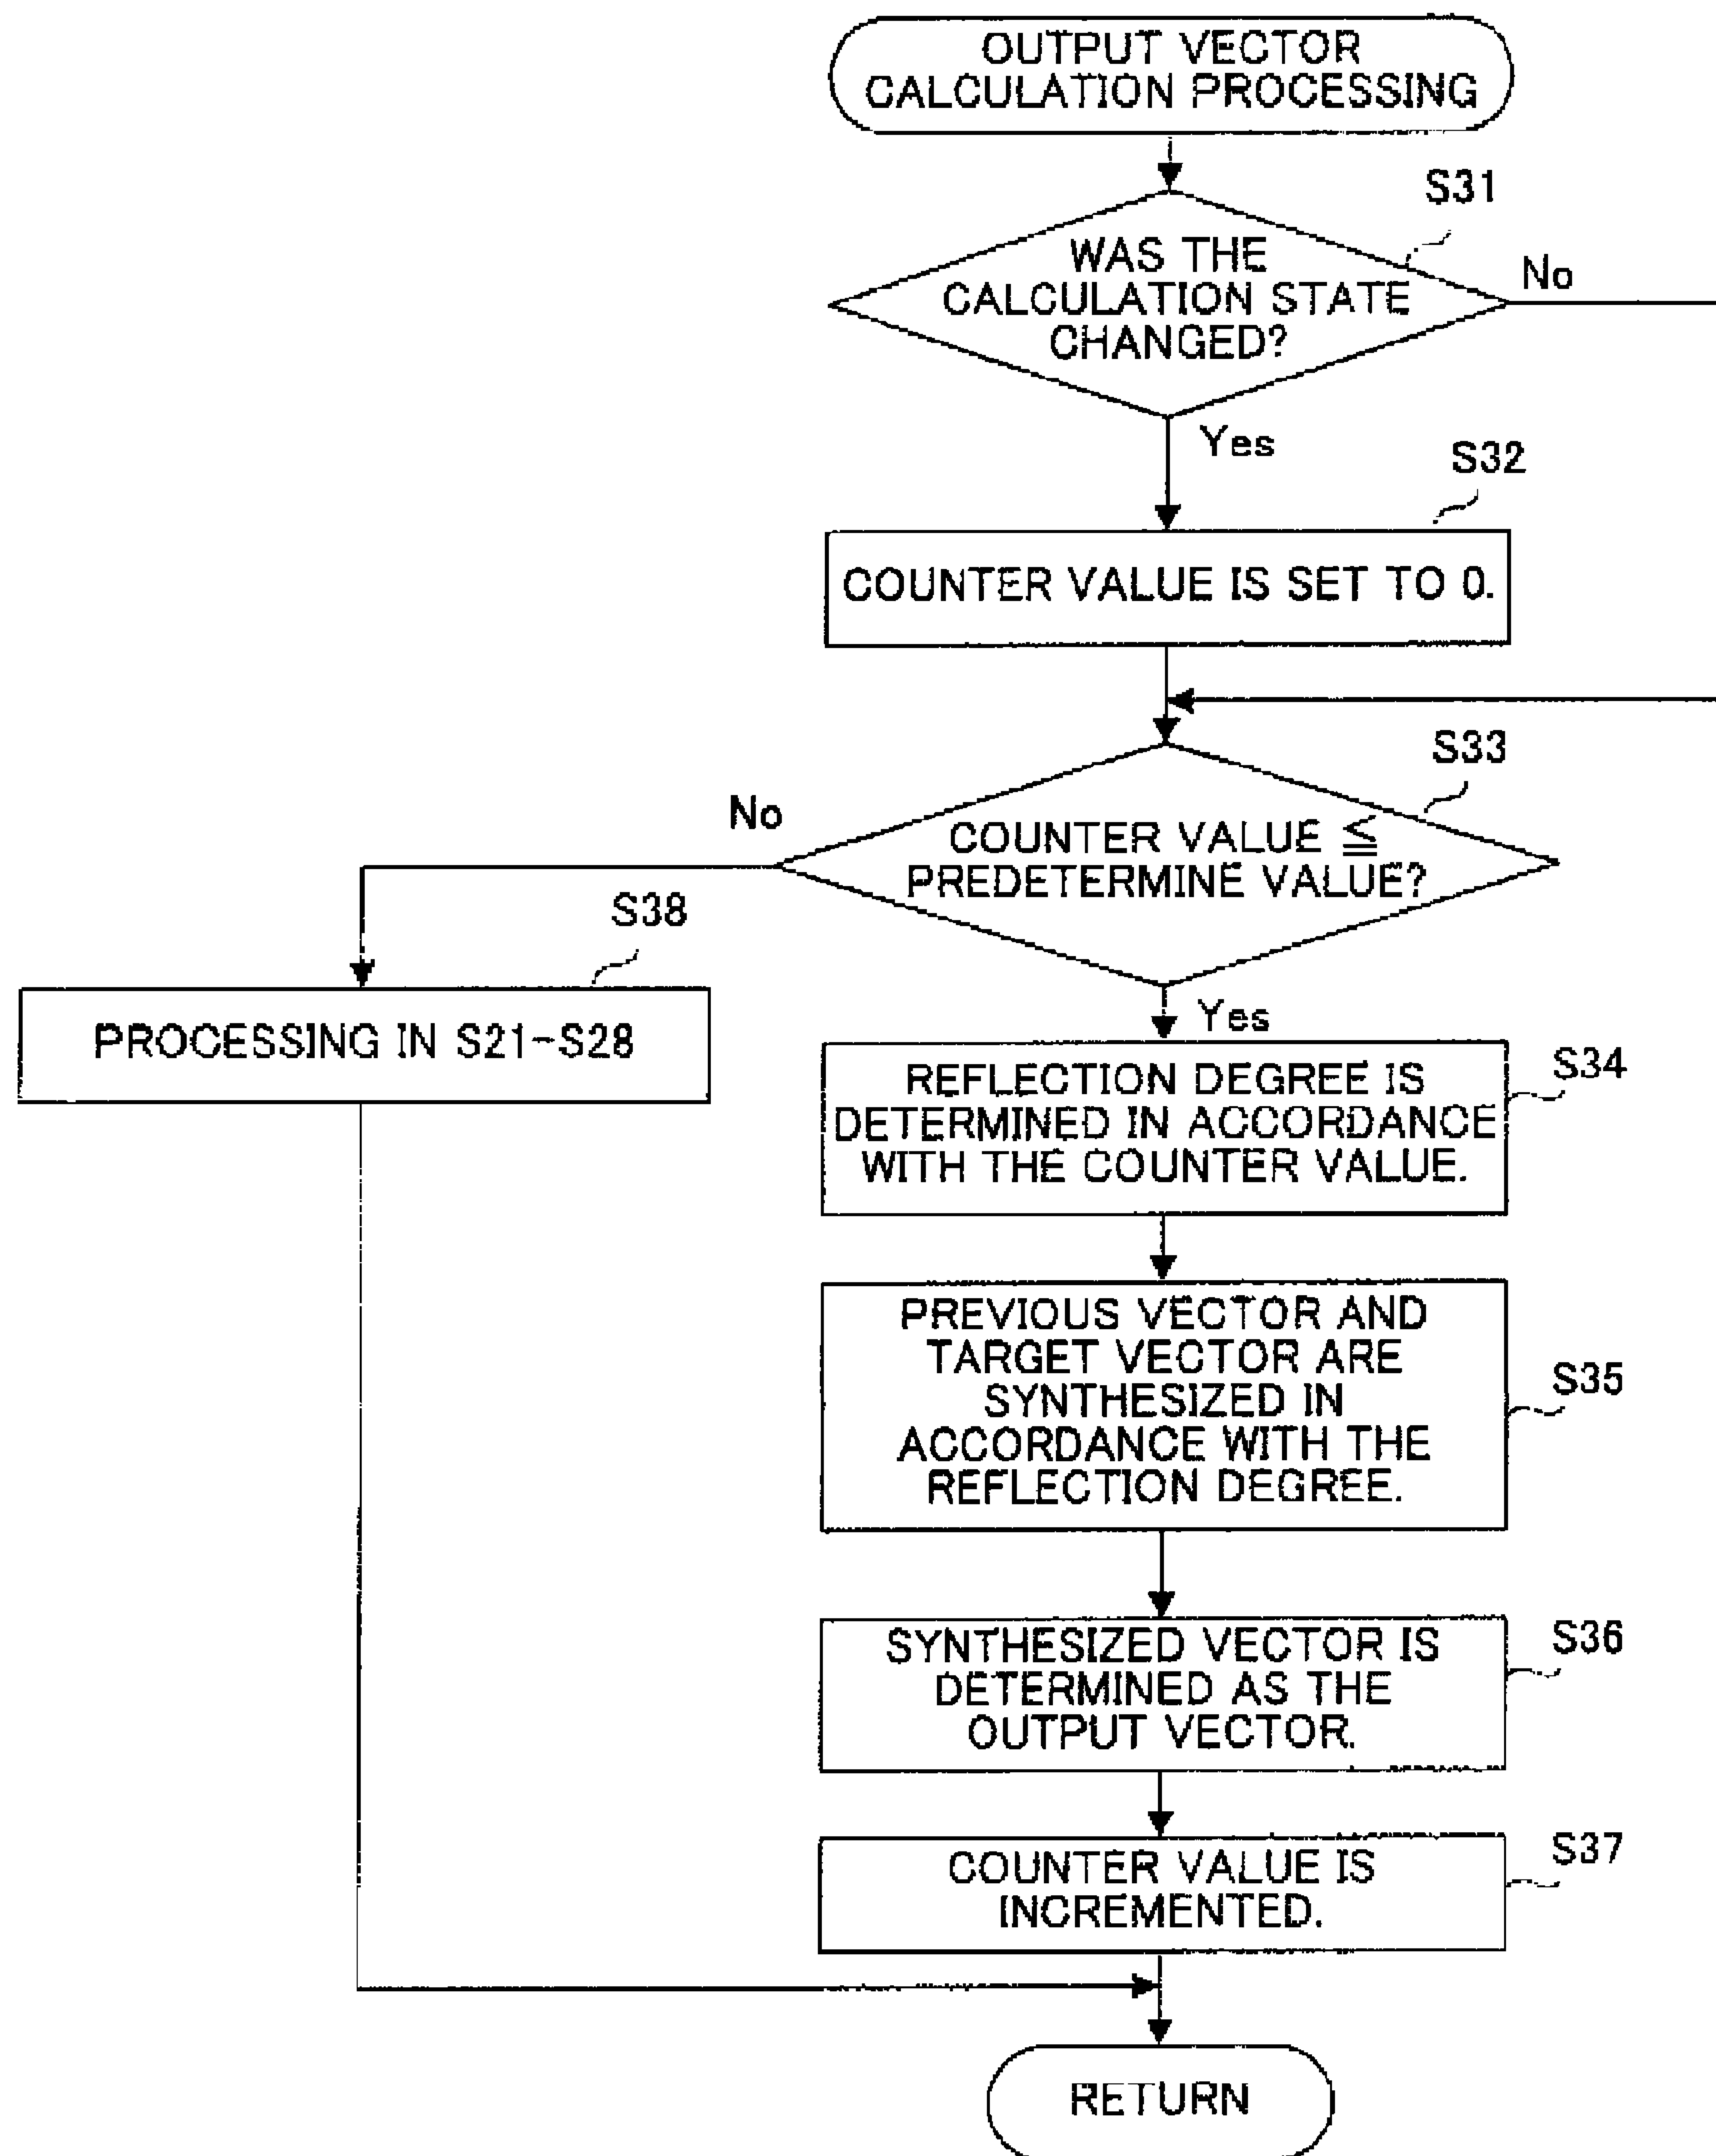 OUTPUT VECTOR
CALCULATION PROCESSING
S31
WAS THE
CALCULATION STATE
CHANGED?
No
Yes
S32
COUNTER VALUE IS SET TO 0.
S33
No
COUNTER VALUE ≦
PREDETERMINE VALUE?
S38
Yes
PROCESSING IN S21-S28
S34
REFLECTION DEGREE IS
DETERMINED IN ACCORDANCE
WITH THE COUNTER VALUE.
PREVIOUS VECTOR AND
TARGET VECTOR ARE
SYNTHESIZED IN
ACCORDANCE WITH THE
REFLECTION DEGREE.
S35
SYNTHESIZED VECTOR IS
DETERMINED AS THE
OUTPUT VECTOR.
S36
COUNTER VALUE IS
INCREMENTED.
S37
RETURN